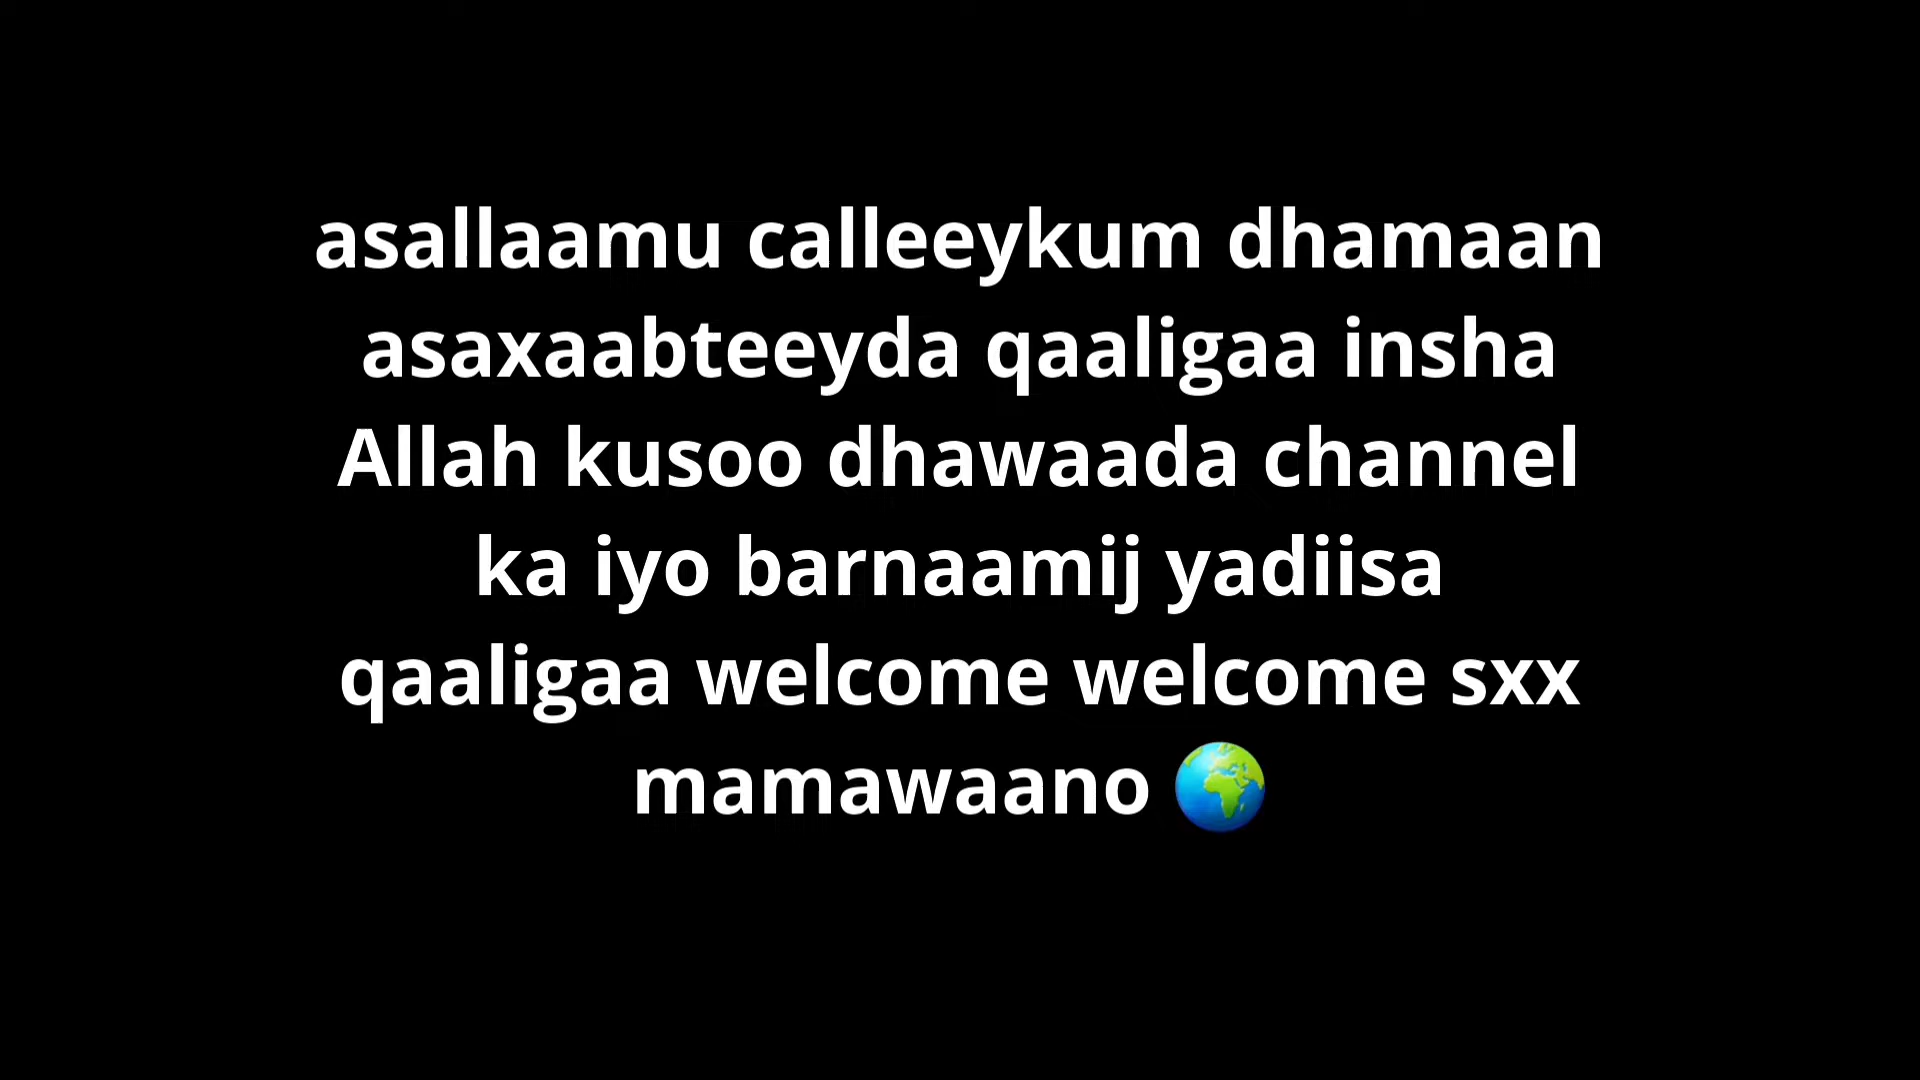 asallaamu calleeykum dhamaan
asaxaabteeyda qaaligaa insha
Allah kusoo dhawaada channel
ka iyo barnaamij yadiisa
qaaligaa welcome welcome sxx
mamawaano 🌍